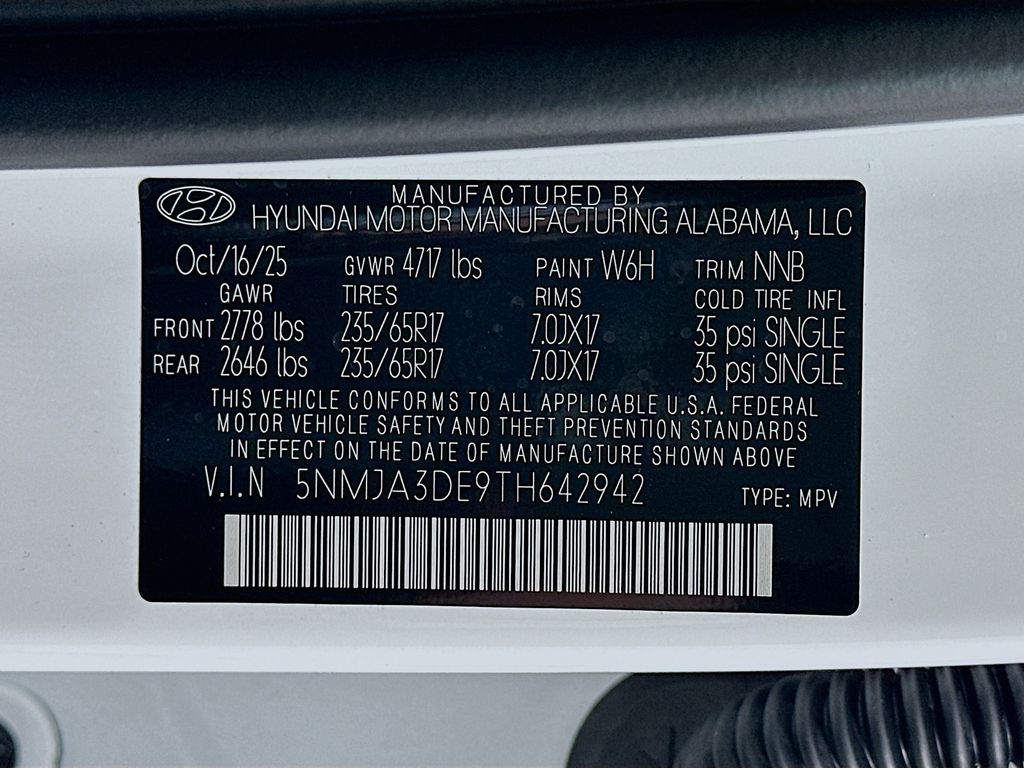 MANUFACTURED BY
HYUNDAI MOTOR MANUFACTURING ALABAMA, LLC
Oct/16/25 GVWR 4717 lbs PAINT W6H TRIM NNB
GAWR TIRES RIMS COLD TIRE INFL
FRONT 2778 lbs 235/65R17 7.0JX17 35 psi SINGLE
REAR 2646 lbs 235/65R17 7.0JX17 35 psi SINGLE
THIS VEHICLE CONFORMS TO ALL APPLICABLE U.S.A. FEDERAL
MOTOR VEHICLE SAFETY AND THEFT PREVENTION STANDARDS
IN EFFECT ON THE DATE OF MANUFACTURE SHOWN ABOVE
V.I.N 5NMJA3DE9TH642942 TYPE: MPV